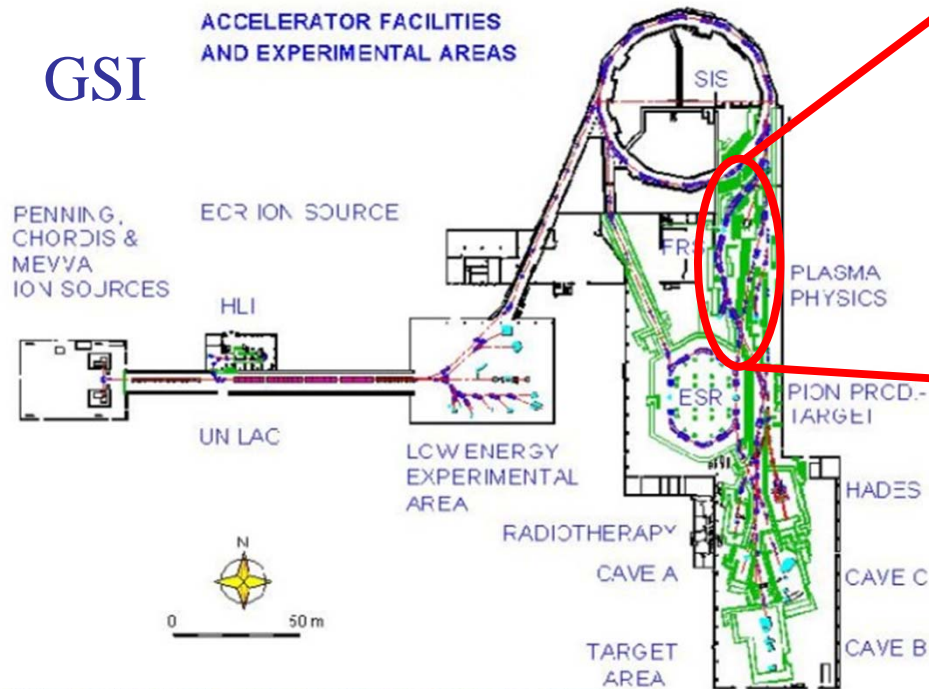 ACCELERATOR FACILITIES
AND EXPERIMENTAL AREAS
GSI
SIS
PENNING,
CHORDIS &
MEVVA
ION SOURCES
ECR ION SOURCE
FRS
PLASMA
PHYSICS
HLI
ESR
PION PROD.-
TARGET
UNILAC
LOW ENERGY
EXPERIMENTAL
AREA
HADES
RADIOTHERAPY
CAVE A
CAVE C
N
0 50 m
TARGET
AREA
CAVE B